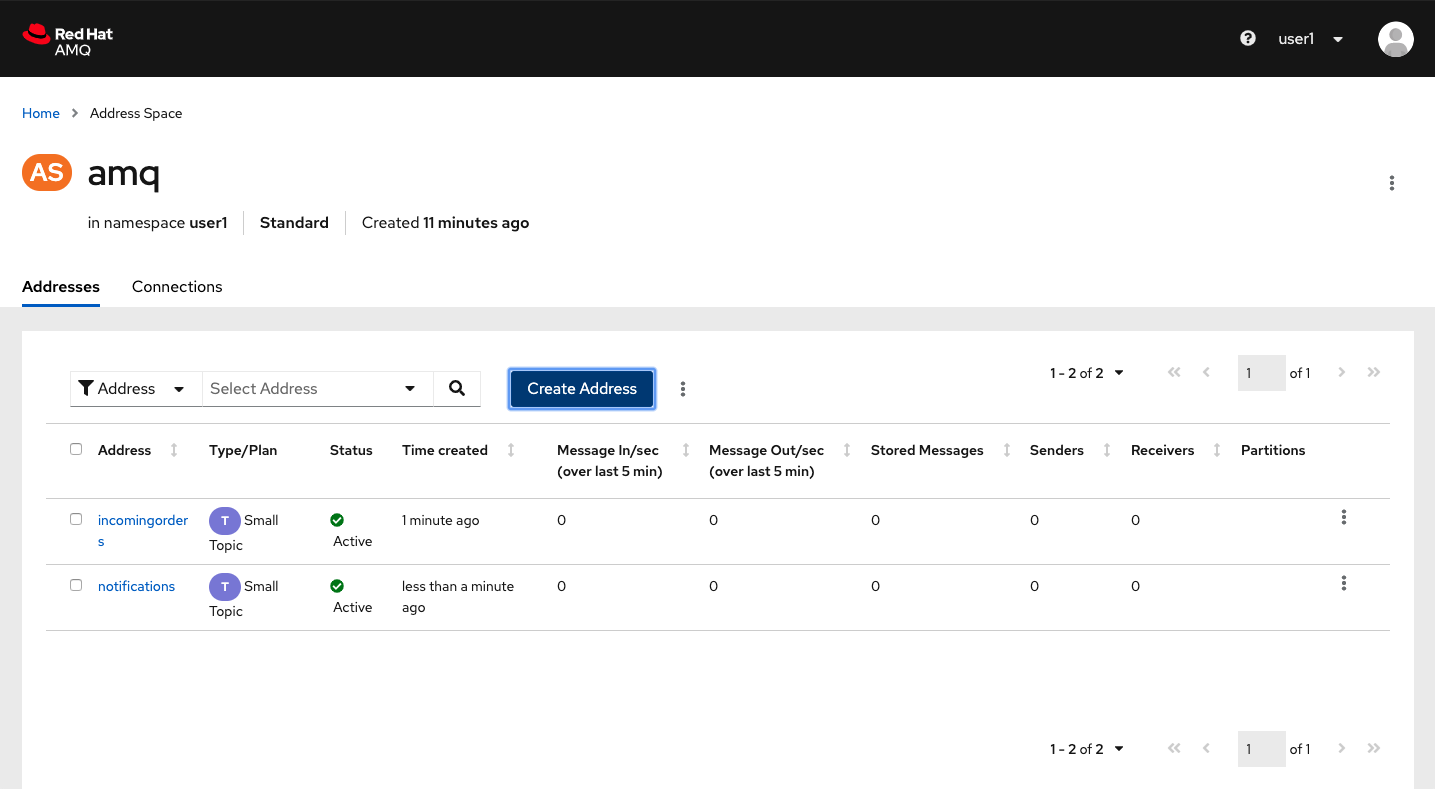 Red Hat
AMQ
user1
Home > Address Space
AS amq
in namespace user1 Standard Created 11 minutes ago
Addresses Connections
Address Select Address Create Address 1 - 2 of 2 1 of 1
Address Type/Plan Status Time created Message In/sec (over last 5 min) Message Out/sec (over last 5 min) Stored Messages Senders Receivers Partitions
incomingorder T Small 1 minute ago 0 0 0 0 0
s Topic Active
notifications T Small less than a minute 0 0 0 0 0
Topic Active ago
1 - 2 of 2 1 of 1